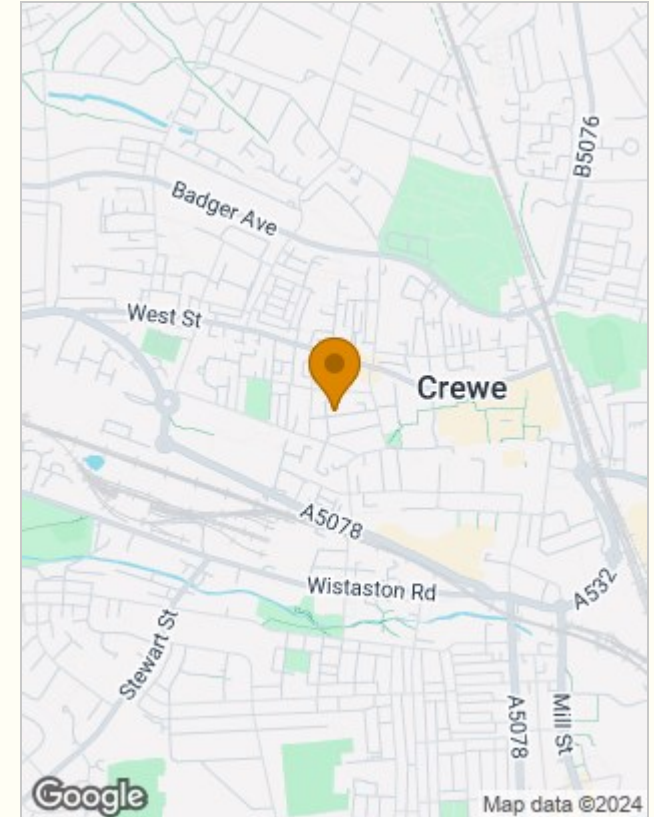 B5076
Badger Ave
West St
Crewe
A5078
Wistaston Rd
A532
Stewart St
A5078
Mill St
Google
Map data ©2024